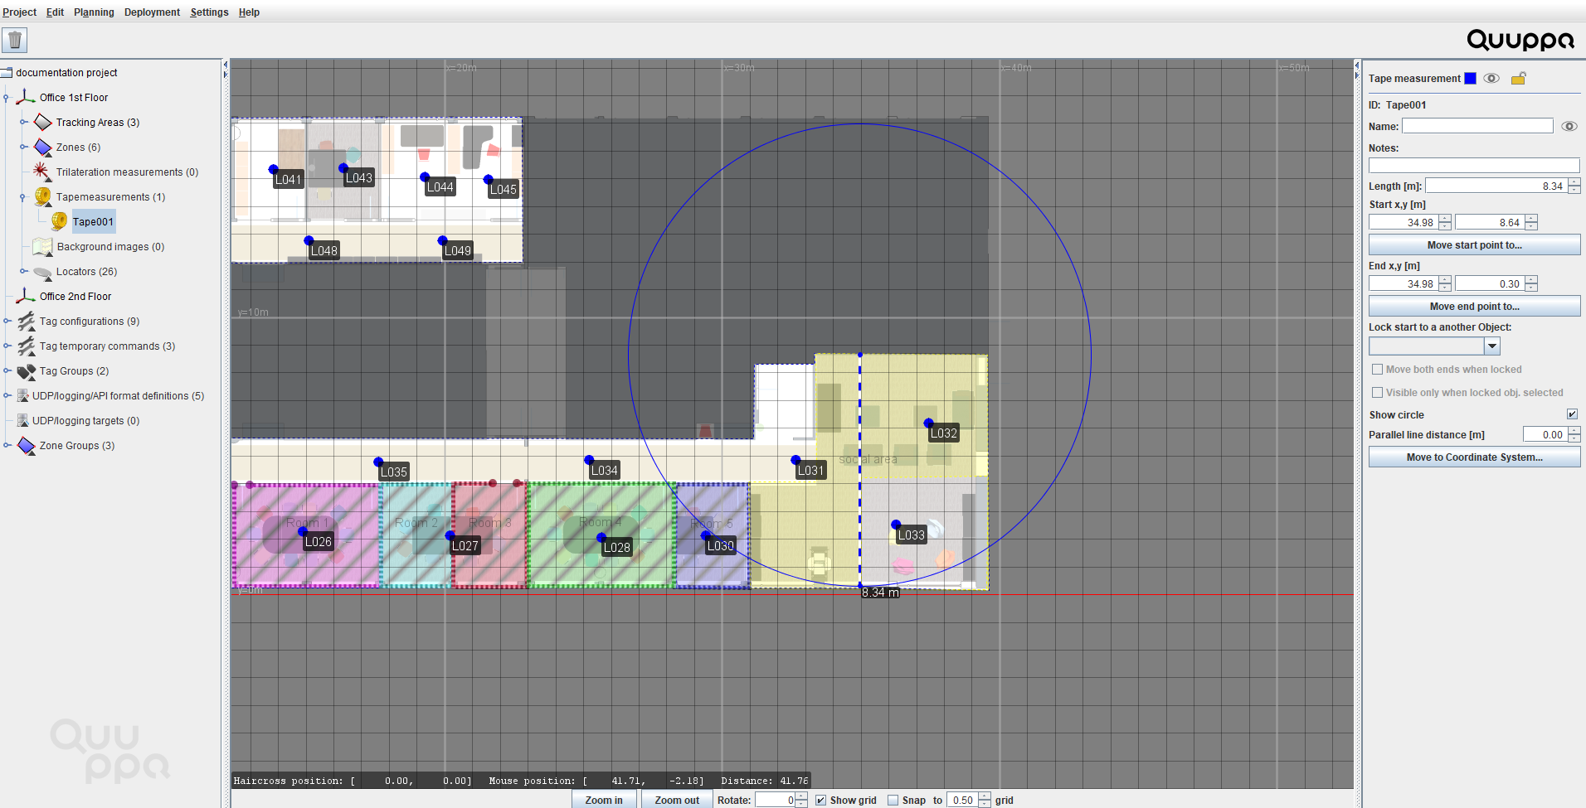 Project Edit Planning Deployment Settings Help
Quuppa
documentation project
Office 1st Floor
Tracking Areas (3)
Zones (6)
Trilateration measurements (0)
Tapemeasurements (1)
Tape001
Background images (0)
Locators (26)
Office 2nd Floor
Tag configurations (9)
Tag temporary commands (3)
Tag Groups (2)
UDP/logging/API format definitions (5)
UDP/logging targets (0)
Zone Groups (3)
Quuppa
x=20m x=30m x=40m x=50m
L041 L043 L044 L045
L048 L049
y=10m
L032
L035 L034 L031 social area
Room 1 Room 2 Room 3 Room 4 Room 5
L026 L027 L028 L030 L033
y=0m
8.34 m
Haircross position: [ 0.00, 0.00] Mouse position: [ 41.71, -2.18] Distance: 41.76
Zoom in Zoom out Rotate: 0 Show grid Snap to 0.50 grid
Tape measurement
ID: Tape001
Name:
Notes:
Length [m]: 8.34
Start x,y [m]
34.98 8.64
Move start point to...
End x,y [m]
34.98 0.30
Move end point to...
Lock start to a another Object:
Move both ends when locked
Visible only when locked obj. selected
Show circle
Parallel line distance [m] 0.00
Move to Coordinate System...